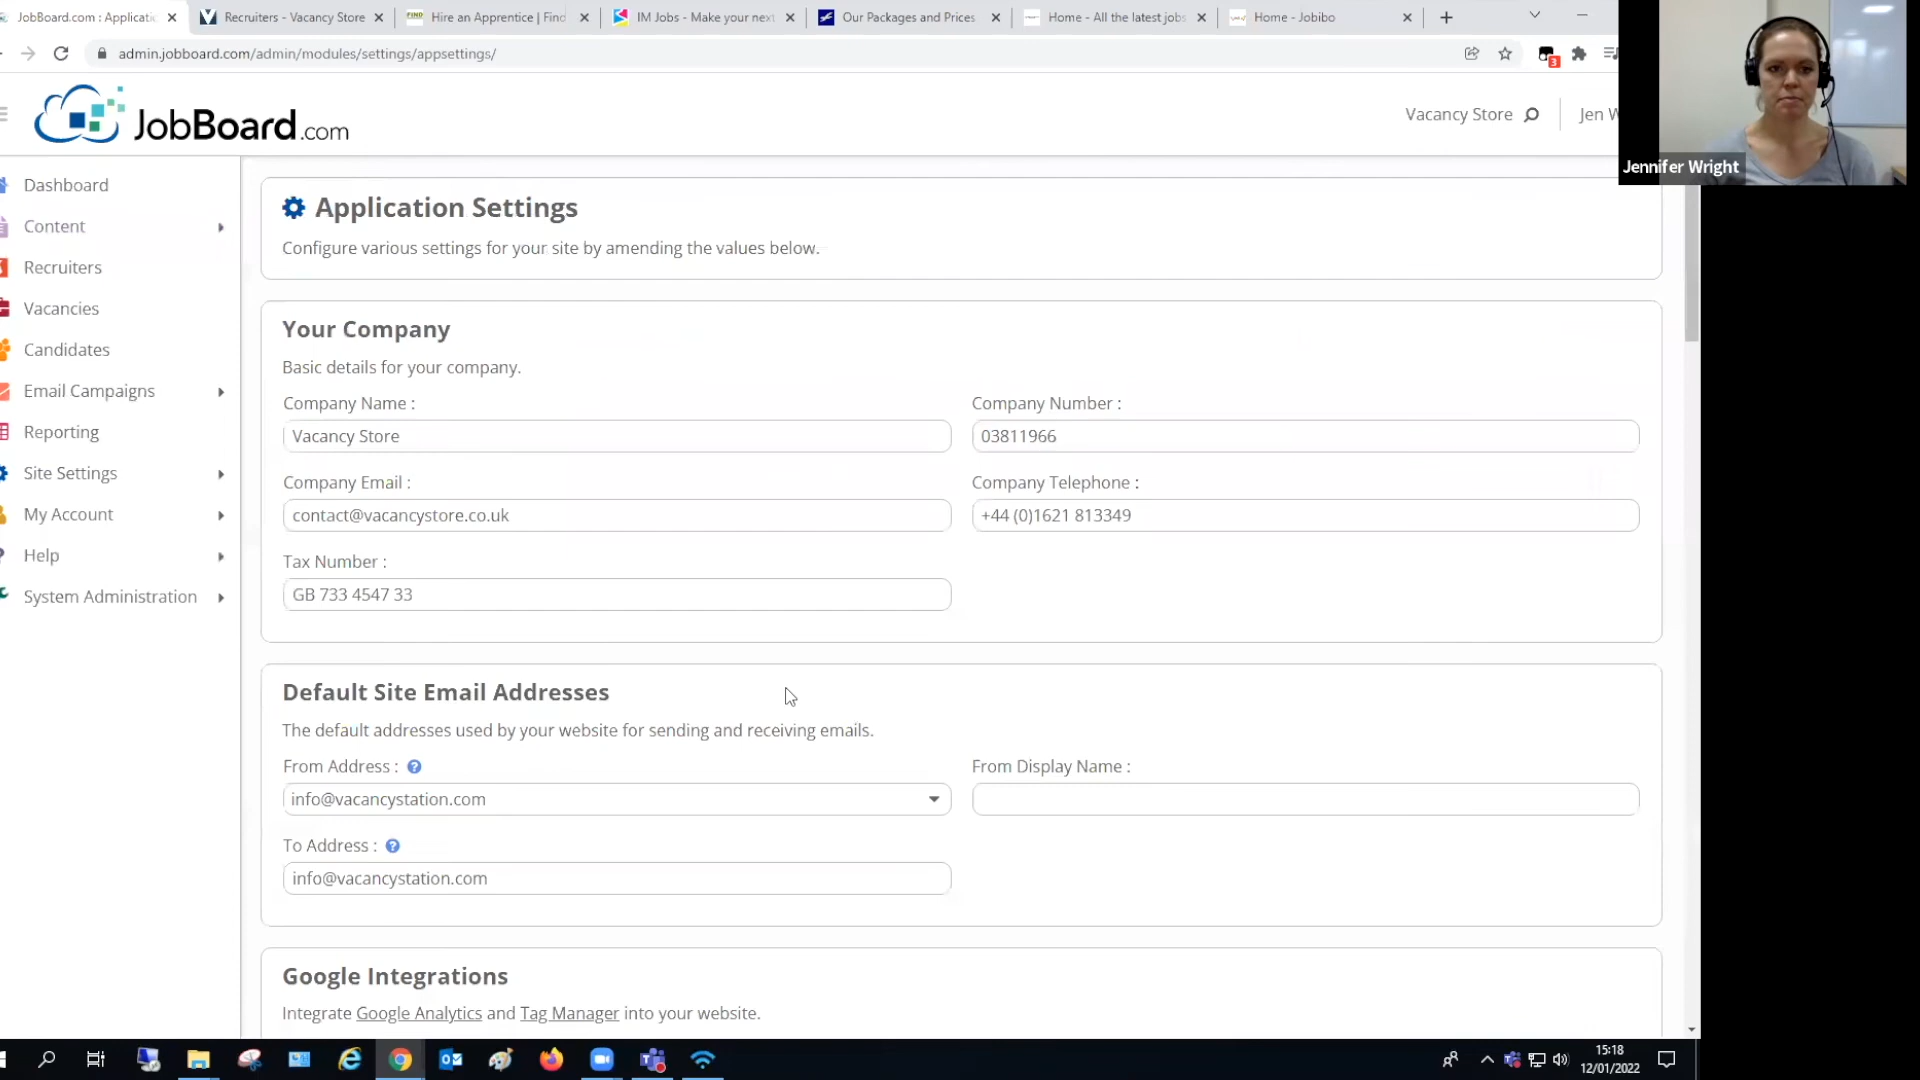 JobBoard.com : Applicatic
Recruiters - Vacancy Store
FIND
Hire an Apprentice | Find
IM Jobs - Make your next
Our Packages and Prices
Home - All the latest jobs
Home - Jobibo
admin.jobboard.com/admin/modules/settings/appsettings/
3
JobBoard.com
Vacancy Store
Jen W
Jennifer Wright
Dashboard
Content
Recruiters
Vacancies
Candidates
Email Campaigns
Reporting
Site Settings
My Account
Help
System Administration
Application Settings
Configure various settings for your site by amending the values below.
Your Company
Basic details for your company.
Company Name :
Vacancy Store
Company Number :
03811966
Company Email :
contact@vacancystore.co.uk
Company Telephone :
+44 (0)1621 813349
Tax Number :
GB 733 4547 33
Default Site Email Addresses
The default addresses used by your website for sending and receiving emails.
From Address : ?
info@vacancystation.com
From Display Name :
To Address : ?
info@vacancystation.com
Google Integrations
Integrate Google Analytics and Tag Manager into your website.
15:18
12/01/2022